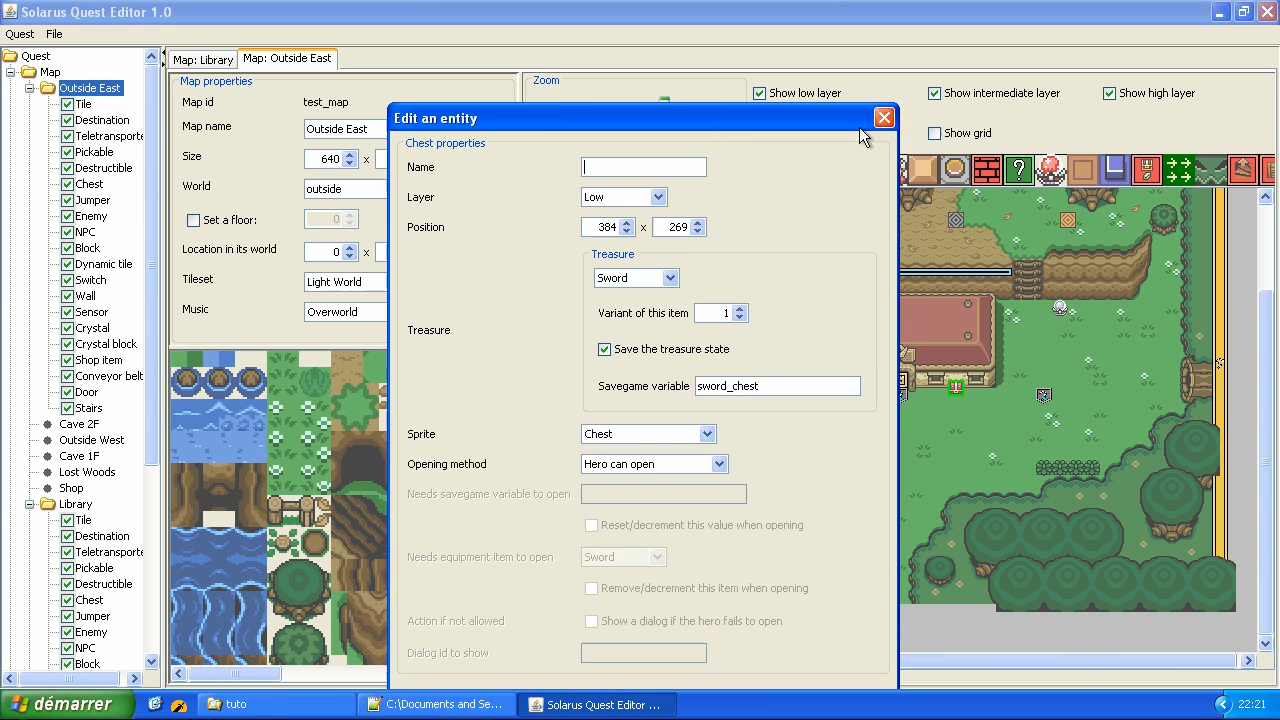 Solarus Quest Editor 1.0
Quest File
Quest
Map
Outside East
Tile
Destination
Teletransporte
Pickable
Destructible
Chest
Jumper
Enemy
NPC
Block
Dynamic tile
Switch
Wall
Sensor
Crystal
Crystal block
Shop item
Conveyor belt
Door
Stairs
Cave 2F
Outside West
Cave 1F
Lost Woods
Shop
Library
Tile
Destination
Teletransporte
Pickable
Destructible
Chest
Jumper
Enemy
NPC
Block
Map: Library Map: Outside East
Map properties
Map id test_map
Map name Outside East
Size 640 x
World outside
Set a floor: 0
Location in its world 0 x
Tileset Light World
Music Overworld
Zoom
Show low layer Show intermediate layer Show high layer
Show grid
Edit an entity
Chest properties
Name
Layer Low
Position 384 x 269
Treasure
Treasure
Sword
Variant of this item 1
Save the treasure state
Savegame variable sword_chest
Sprite Chest
Opening method Hero can open
Needs savegame variable to open
Reset/decrement this value when opening
Needs equipment item to open Sword
Remove/decrement this item when opening
Action if not allowed Show a dialog if the hero fails to open
Dialog id to show
démarrer tuto C:\Documents and Se... Solarus Quest Editor ... 22:21